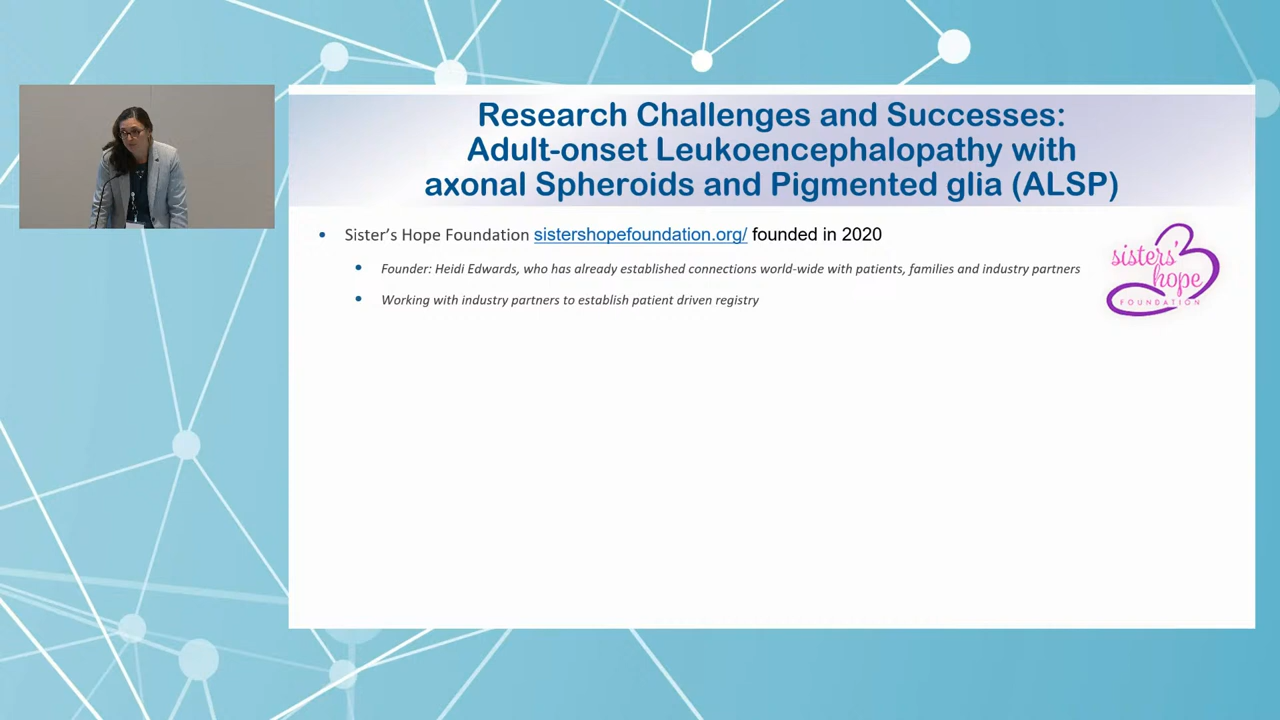 Research Challenges and Successes:
Adult-onset Leukoencephalopathy with
axonal Spheroids and Pigmented glia (ALSP)
• Sister's Hope Foundation sistershopefoundation.org/ founded in 2020
• Founder: Heidi Edwards, who has already established connections world-wide with patients, families and industry partners
• Working with industry partners to establish patient driven registry
sisters'
hope
FOUNDATION